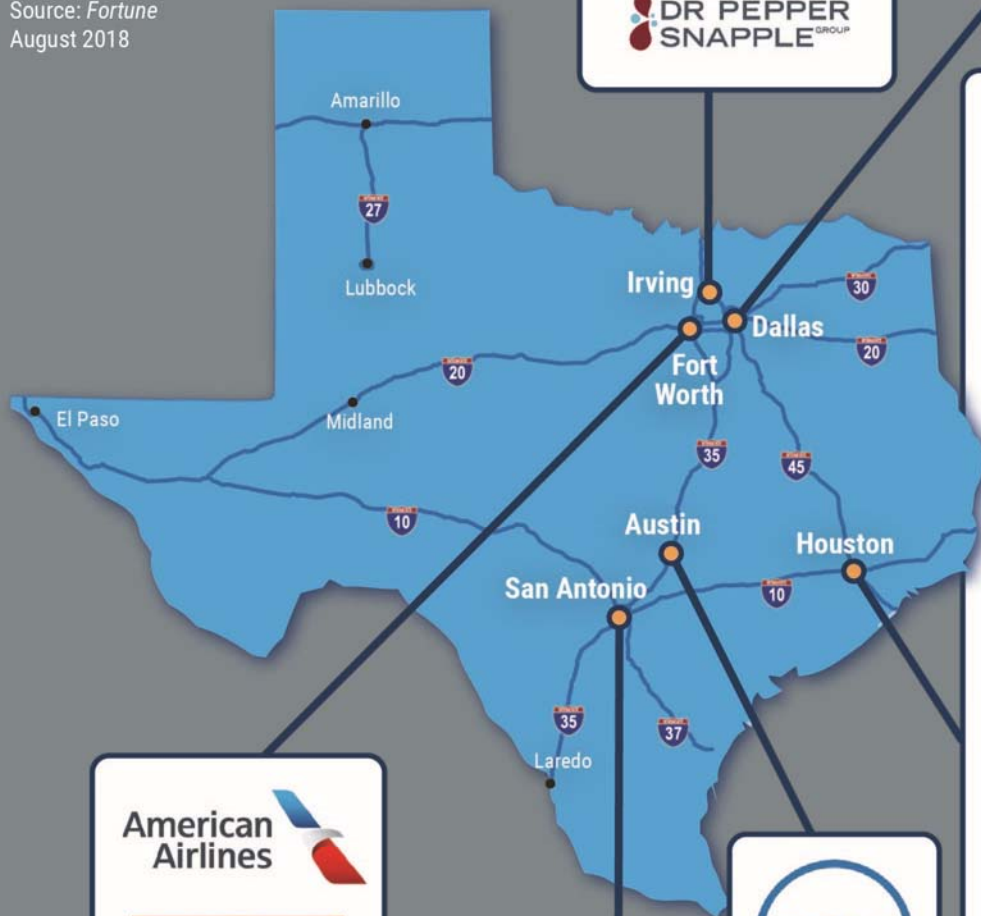 Source: Fortune
August 2018
DR PEPPER
SNAPPLE GROUP
Amarillo
27
Lubbock
Irving
30
Dallas
20
Fort
Worth
20
El Paso
Midland
35
45
10
Austin
Houston
San Antonio
10
35
37
Laredo
American
Airlines